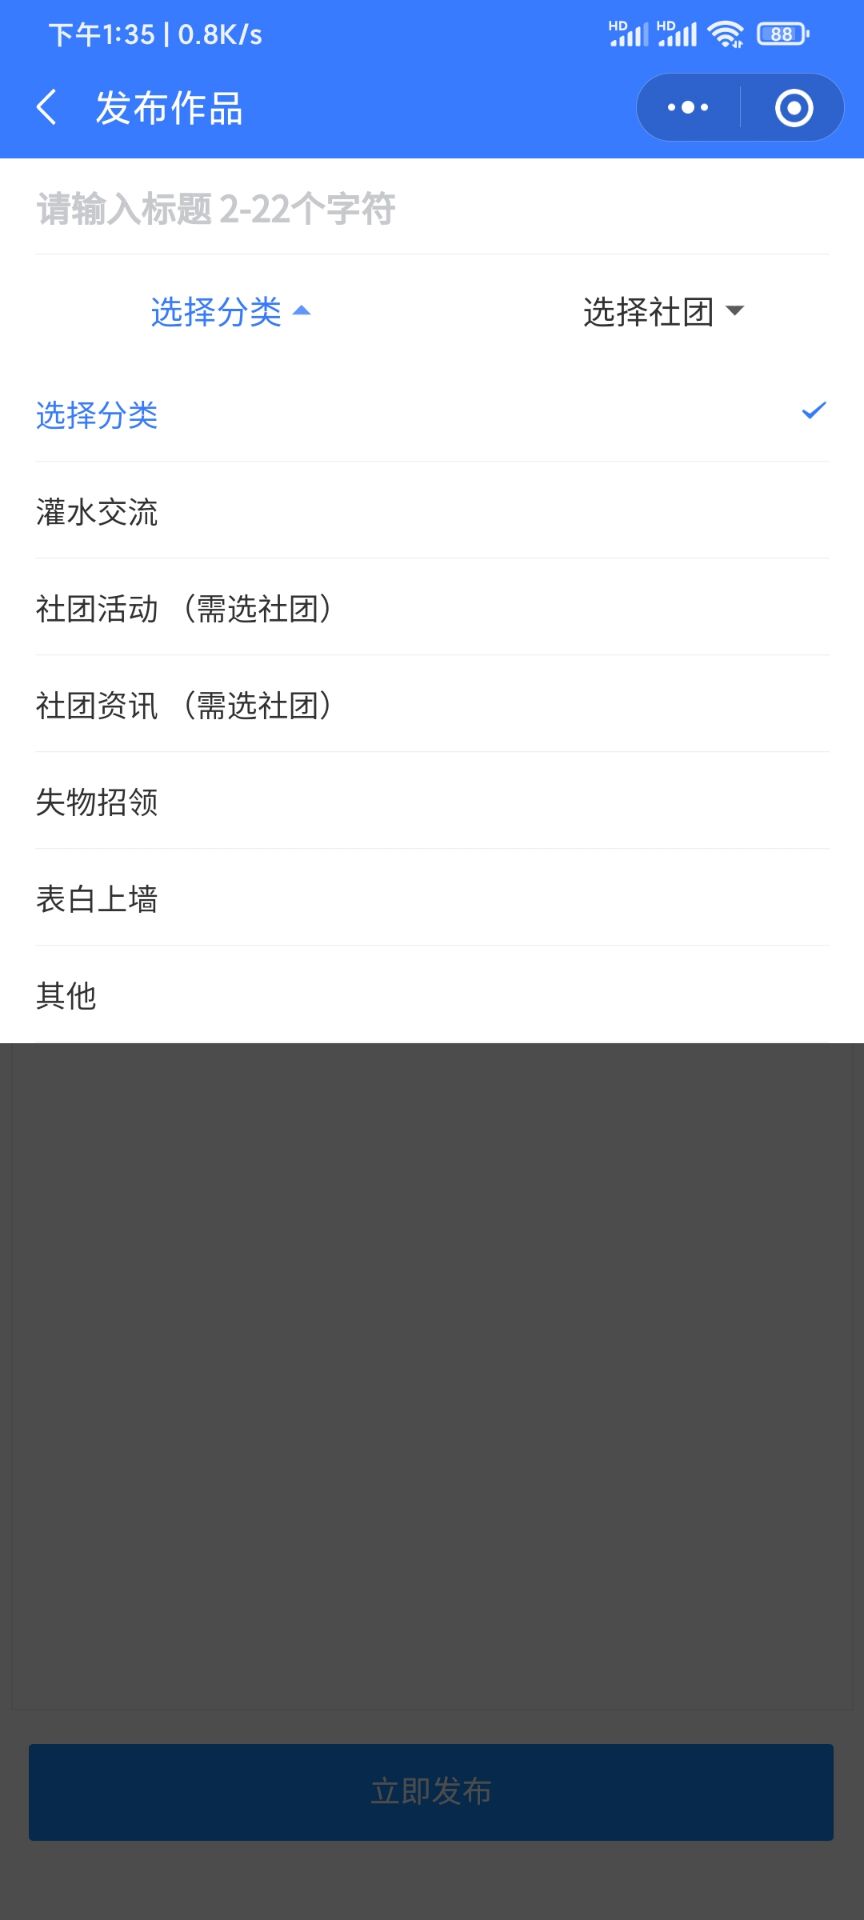 下午1:35 | 0.8K/s HD HD 88
发布作品
请输入标题 2-22个字符
选择分类 选择社团
选择分类
灌水交流
社团活动 （需选社团）
社团资讯 （需选社团）
失物招领
表白上墙
其他
立即发布